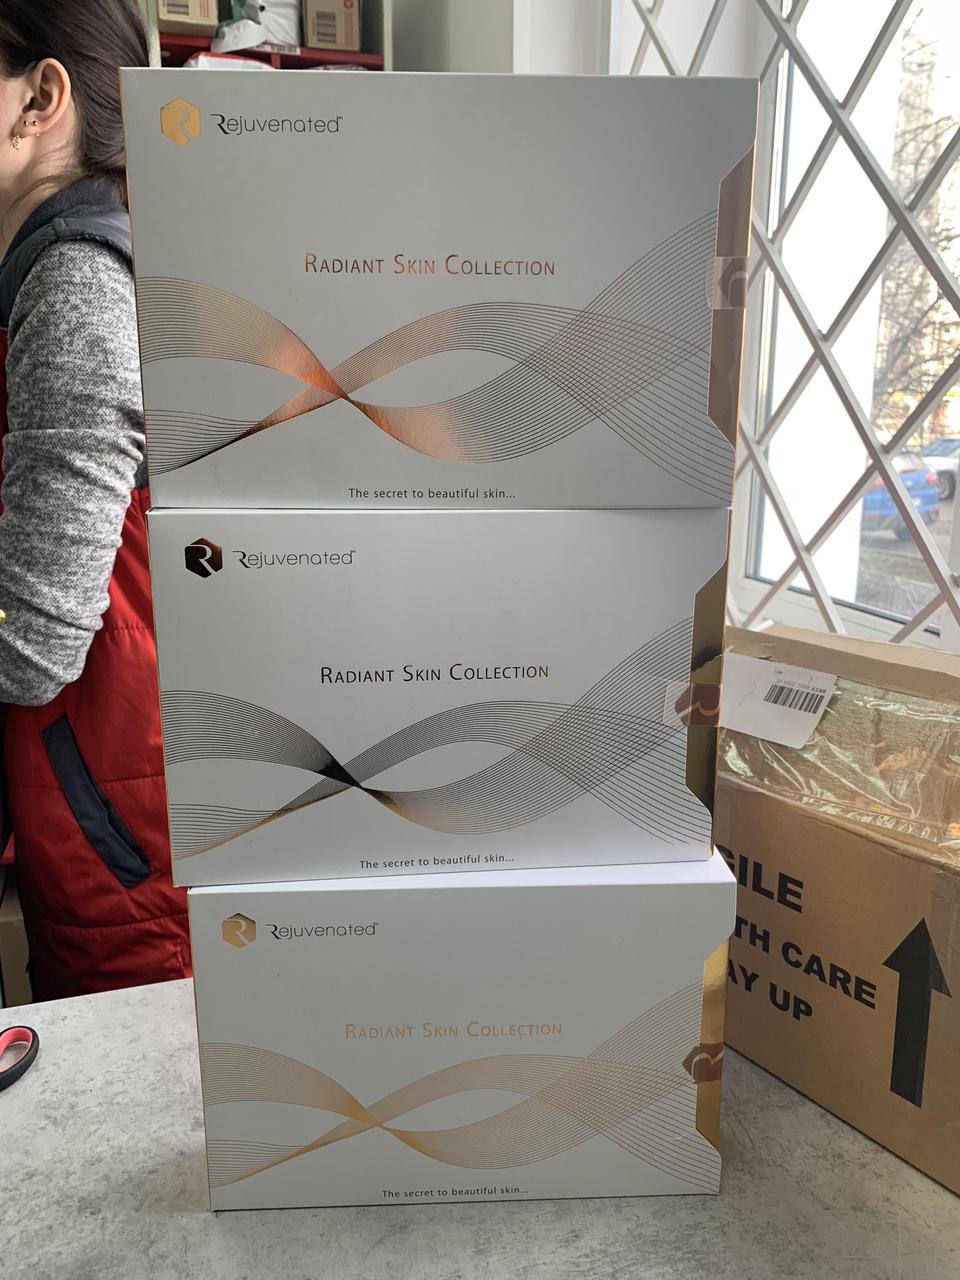 Rejuvenated™
RADIANT SKIN COLLECTION
The secret to beautiful skin...
Rejuvenated™
RADIANT SKIN COLLECTION
The secret to beautiful skin...
Rejuvenated™
RADIANT SKIN COLLECTION
The secret to beautiful skin...
GILE
TH CARE
AY UP